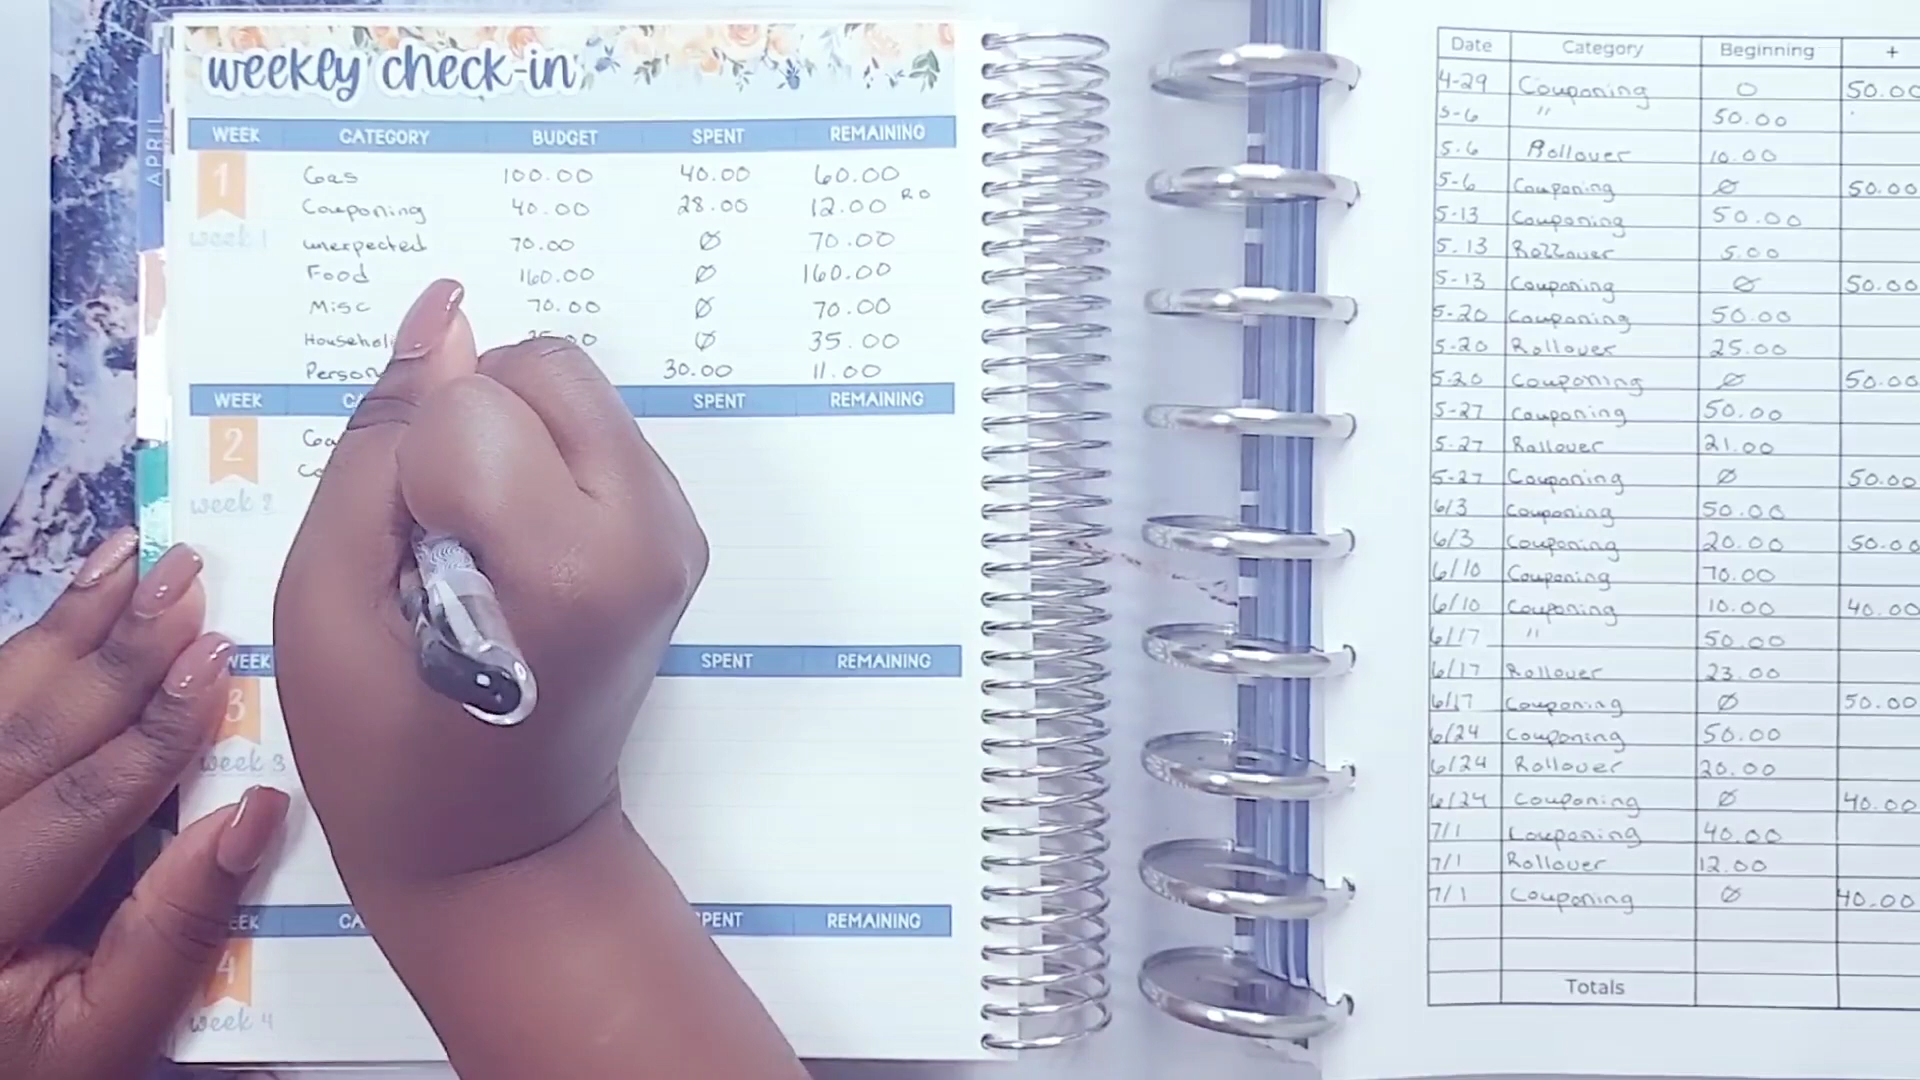 weekly check-in
APRIL
WEEK CATEGORY BUDGET SPENT REMAINING
1 Gas 100.00 40.00 60.00
week 1 Couponing 40.00 28.00 12.00 RO
unexpected 70.00 Ø 70.00
Food 160.00 Ø 160.00
Misc 70.00 Ø 70.00
Househol Ø 35.00
Person 30.00 11.00
WEEK CA SPENT REMAINING
2
week 2 Co
WEEK SPENT REMAINING
3
week 3
EEK CA SPENT REMAINING
4
week 4
Date Category Beginning +
4-29 Couponing 0 50.00
5-6 " 50.00
5.6 Rollover 10.00
5-6 Couponing Ø 50.00
5-13 Couponing 50.00
5.13 Rollover 5.00
5-13 Couponing Ø 50.00
5-20 Couponing 50.00
5-20 Rollover 25.00
5.20 Couponing Ø 50.00
5-27 Couponing 50.00
5-27 Rollover 21.00
5-27 Couponing Ø 50.00
6/3 Couponing 50.00
6/3 Couponing 20.00 50.00
6/10 Couponing 70.00
6/10 Couponing 10.00 40.00
6/17 " 50.00
6/17 Rollover 23.00
6/17 Couponing Ø 50.00
6/24 Couponing 50.00
6/24 Rollover 20.00
6/24 Couponing Ø 40.00
7/1 Couponing 40.00
7/1 Rollover 12.00
7/1 Couponing Ø 40.00
Totals